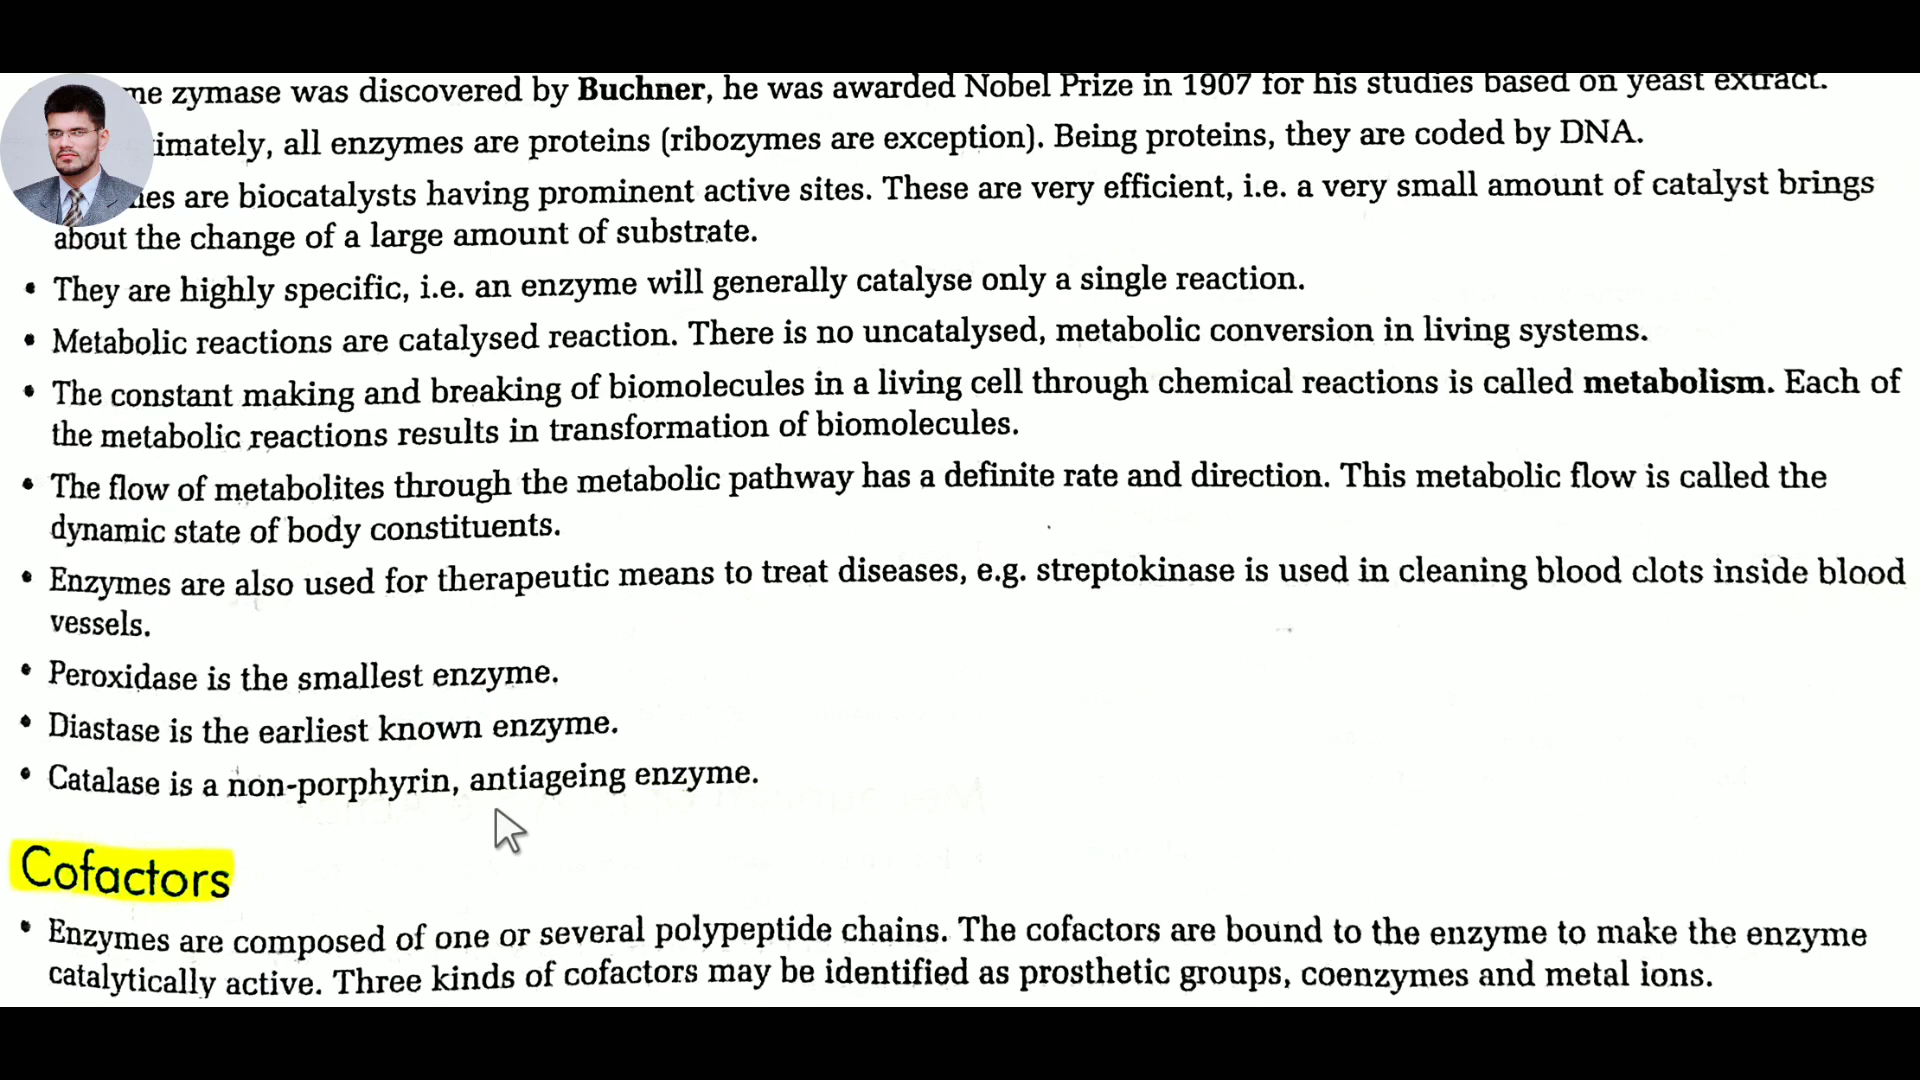 me zymase was discovered by Buchner, he was awarded Nobel Prize in 1907 for his studies based on yeast extract.
imately, all enzymes are proteins (ribozymes are exception). Being proteins, they are coded by DNA.
mes are biocatalysts having prominent active sites. These are very efficient, i.e. a very small amount of catalyst brings
about the change of a large amount of substrate.
• They are highly specific, i.e. an enzyme will generally catalyse only a single reaction.
• Metabolic reactions are catalysed reaction. There is no uncatalysed, metabolic conversion in living systems.
• The constant making and breaking of biomolecules in a living cell through chemical reactions is called metabolism. Each of
the metabolic reactions results in transformation of biomolecules.
• The flow of metabolites through the metabolic pathway has a definite rate and direction. This metabolic flow is called the
dynamic state of body constituents.
• Enzymes are also used for therapeutic means to treat diseases, e.g. streptokinase is used in cleaning blood clots inside blood
vessels.
• Peroxidase is the smallest enzyme.
• Diastase is the earliest known enzyme.
• Catalase is a non-porphyrin, antiageing enzyme.
Cofactors
• Enzymes are composed of one or several polypeptide chains. The cofactors are bound to the enzyme to make the enzyme
catalytically active. Three kinds of cofactors may be identified as prosthetic groups, coenzymes and metal ions.